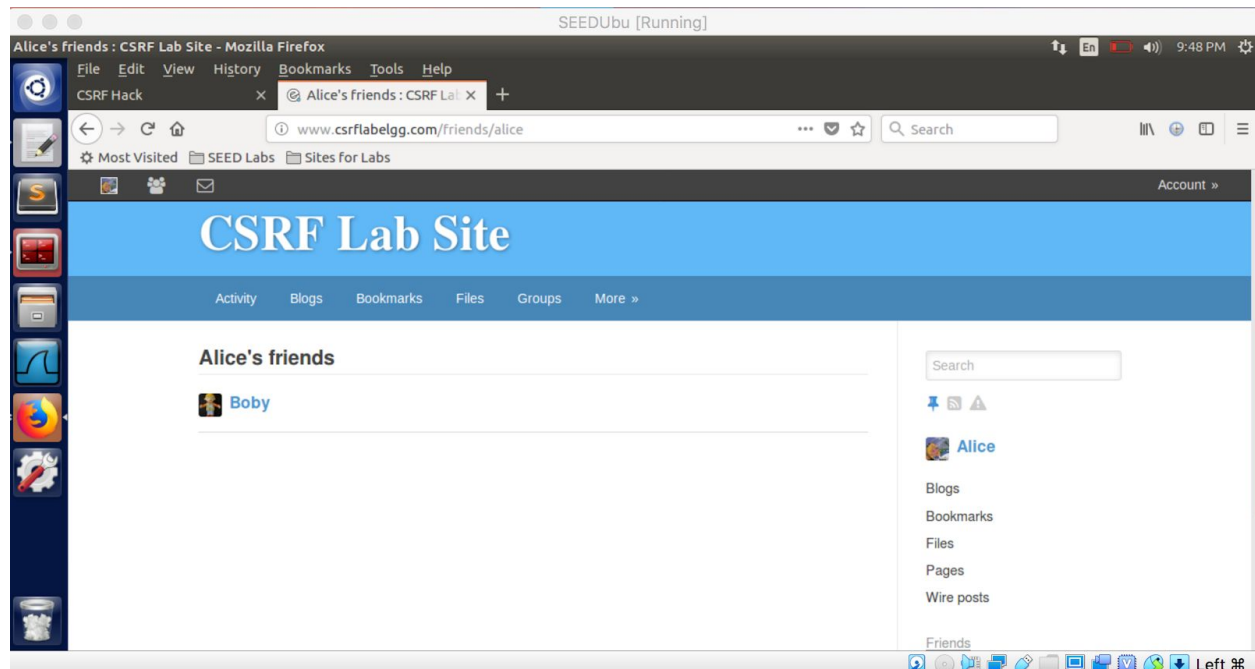 SEEDUbu [Running]
Alice's friends : CSRF Lab Site - Mozilla Firefox
En
9:48 PM
File Edit View History Bookmarks Tools Help
CSRF Hack
Alice's friends : CSRF Lab
www.csrflabelgg.com/friends/alice
Search
Most Visited SEED Labs Sites for Labs
Account »
CSRF Lab Site
Activity Blogs Bookmarks Files Groups More »
Alice's friends
Boby
Search
Alice
Blogs
Bookmarks
Files
Pages
Wire posts
Friends
Left ⌘